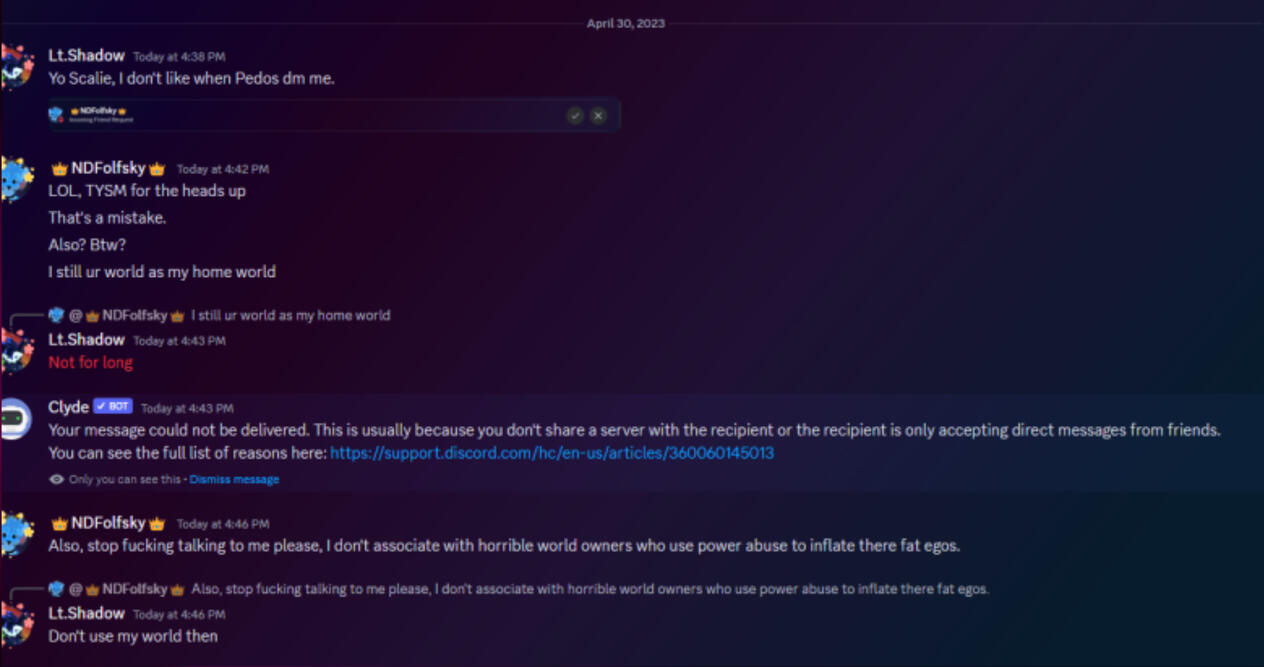 April 30, 2023
Lt.Shadow Today at 4:38 PM
Yo Scalie, I don't like when Pedos dm me.
NDFolfsky
Incoming Friend Request
👑 NDFolfsky 👑 Today at 4:42 PM
LOL, TYSM for the heads up
That's a mistake.
Also? Btw?
I still ur world as my home world
@ 👑 NDFolfsky 👑 I still ur world as my home world
Lt.Shadow Today at 4:43 PM
Not for long
Clyde ✓ BOT Today at 4:43 PM
Your message could not be delivered. This is usually because you don't share a server with the recipient or the recipient is only accepting direct messages from friends.
You can see the full list of reasons here: https://support.discord.com/hc/en-us/articles/360060145013
Only you can see this • Dismiss message
👑 NDFolfsky 👑 Today at 4:46 PM
Also, stop fucking talking to me please, I don't associate with horrible world owners who use power abuse to inflate there fat egos.
@ 👑 NDFolfsky 👑 Also, stop fucking talking to me please, I don't associate with horrible world owners who use power abuse to inflate there fat egos.
Lt.Shadow Today at 4:46 PM
Don't use my world then